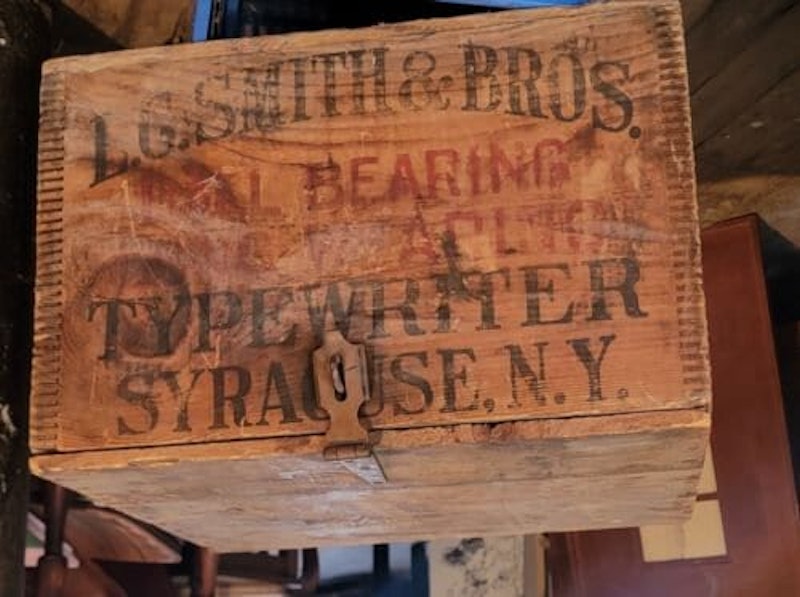 L.C. SMITH & BROS.
BALL BEARING
TYPEWRITER
SYRACUSE, N.Y.